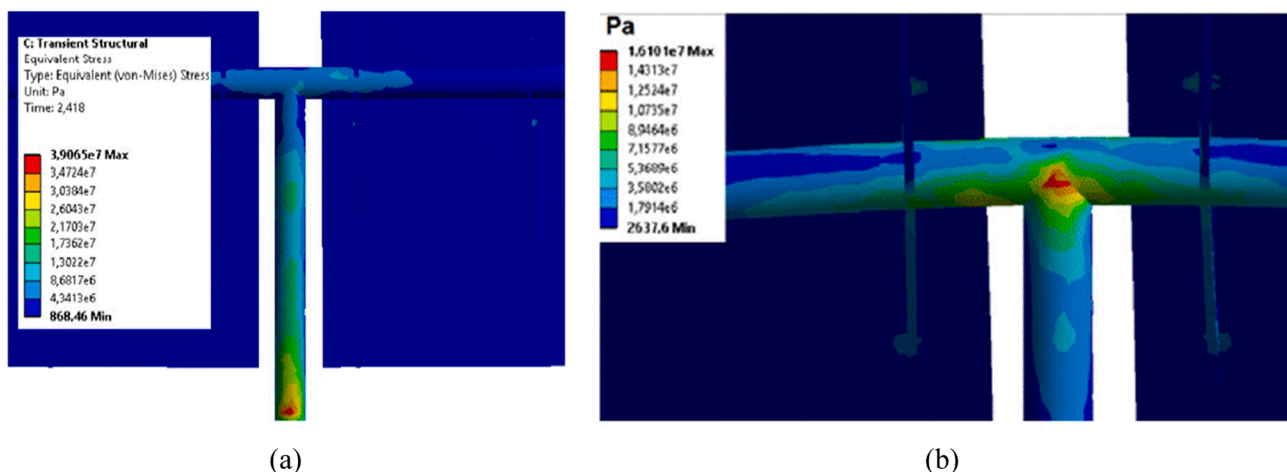 C: Transient Structural
Equivalent Stress
Type: Equivalent (von-Mises) Stress
Unit: Pa
Time: 2,418
3,9065e7 Max
3,4724e7
3,0384e7
2,6043e7
2,1703e7
1,7362e7
1,3022e7
8,6817e6
4,3413e6
868,46 Min
(a)
Pa
1,6101e7 Max
1,4313e7
1,2524e7
1,0735e7
8,9464e6
7,1577e6
5,3689e6
3,5802e6
1,7914e6
2637,6 Min
(b)